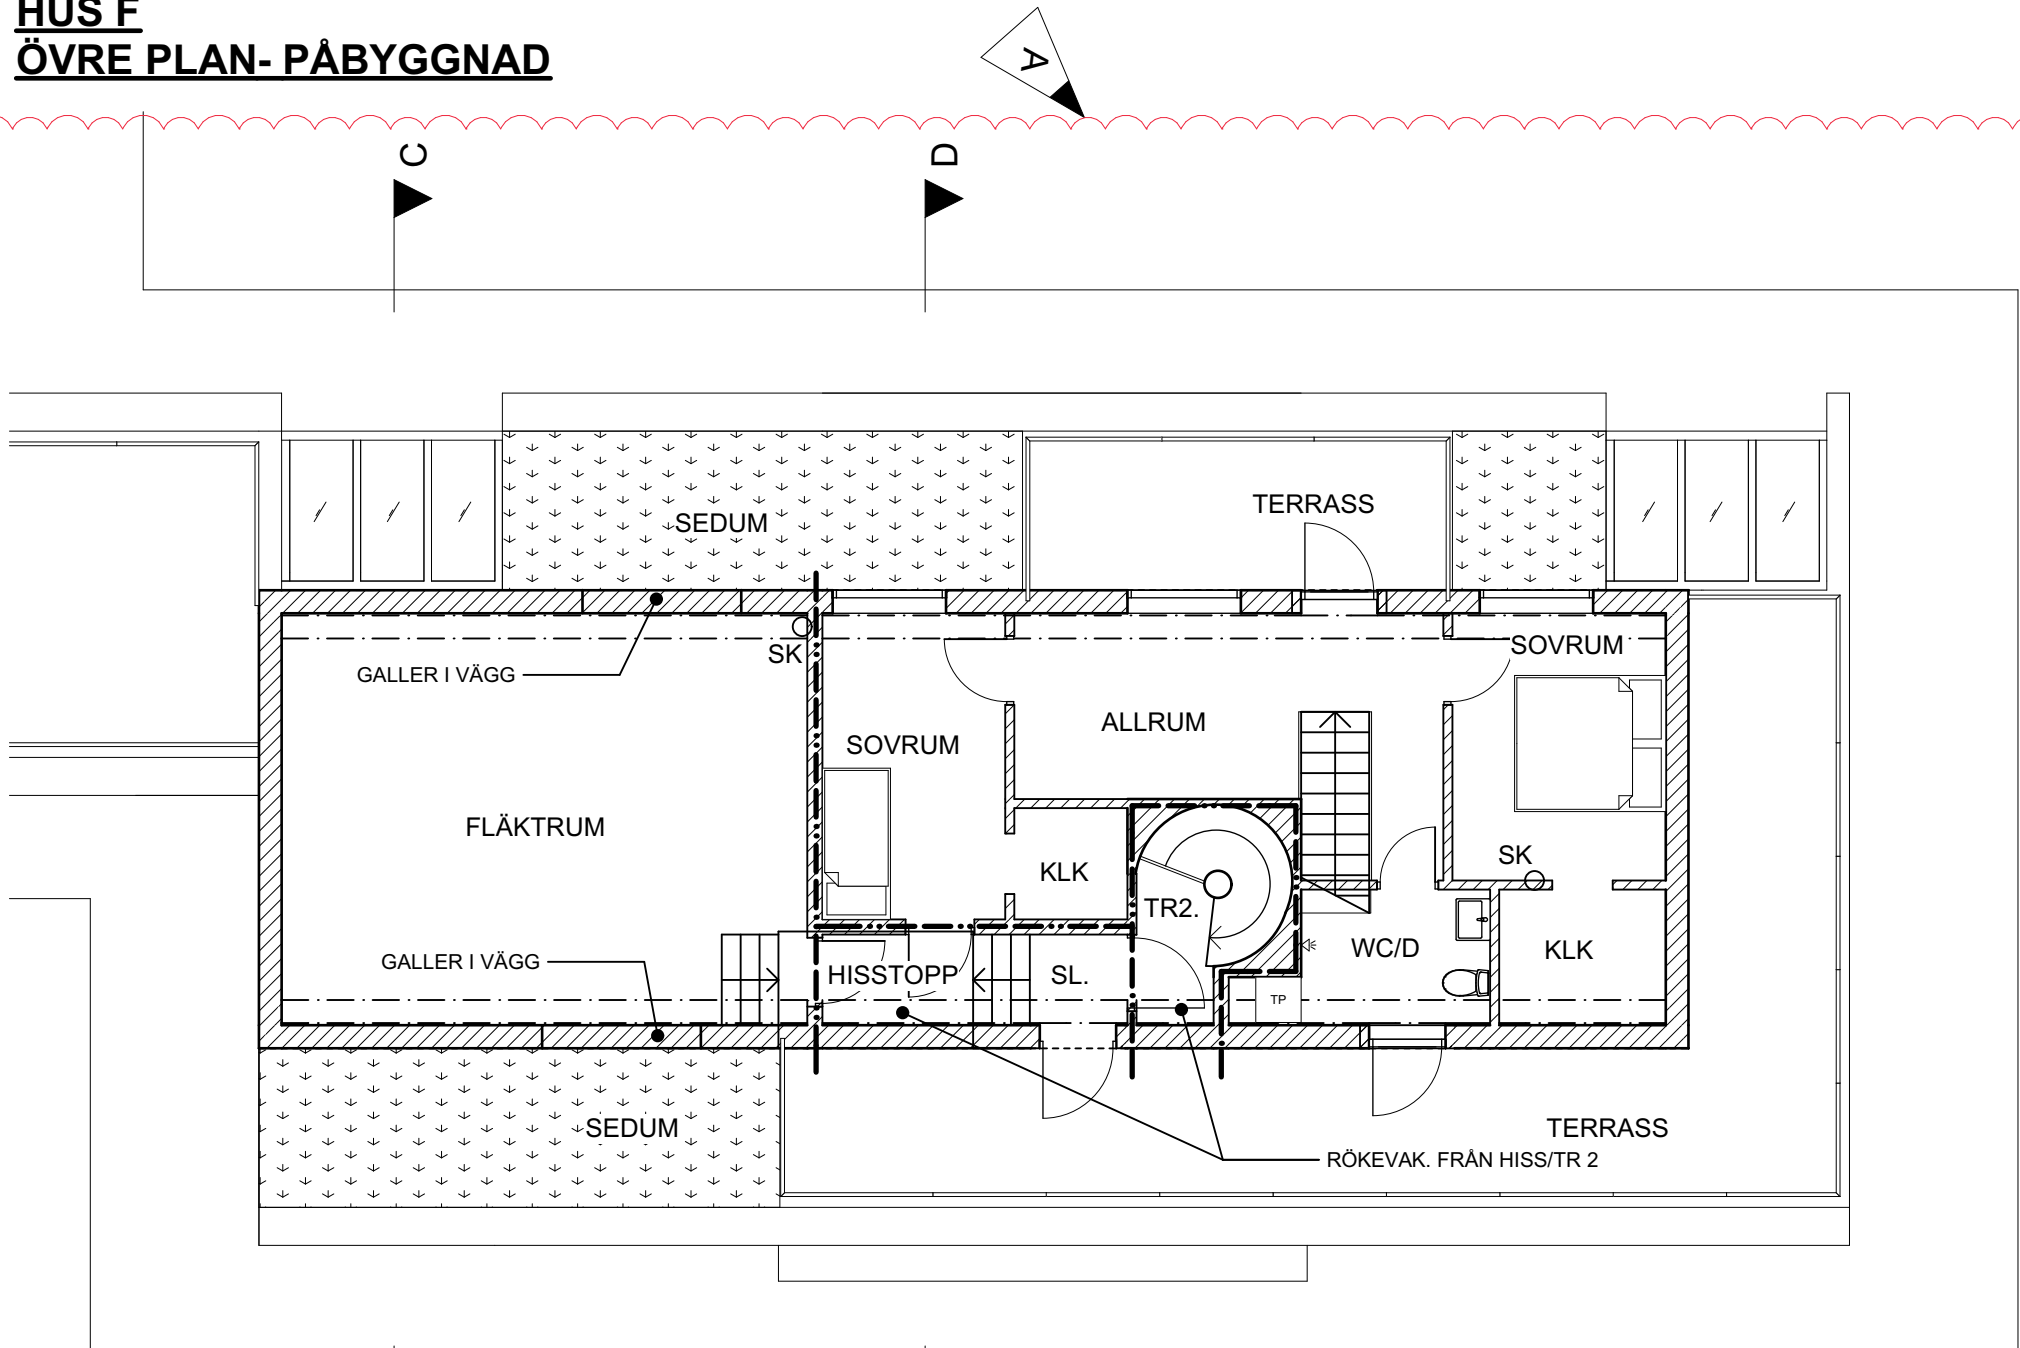 HUS F
ÖVRE PLAN- PÅBYGGNAD
A
C
D
SEDUM
TERRASS
SK
SOVRUM
GALLER I VÄGG
ALLRUM
SOVRUM
FLÄKTRUM
SK
KLK
TR2.
WC/D
KLK
GALLER I VÄGG
HISSTOPP
SL.
TP
SEDUM
TERRASS
RÖKEVAK. FRÅN HISS/TR 2